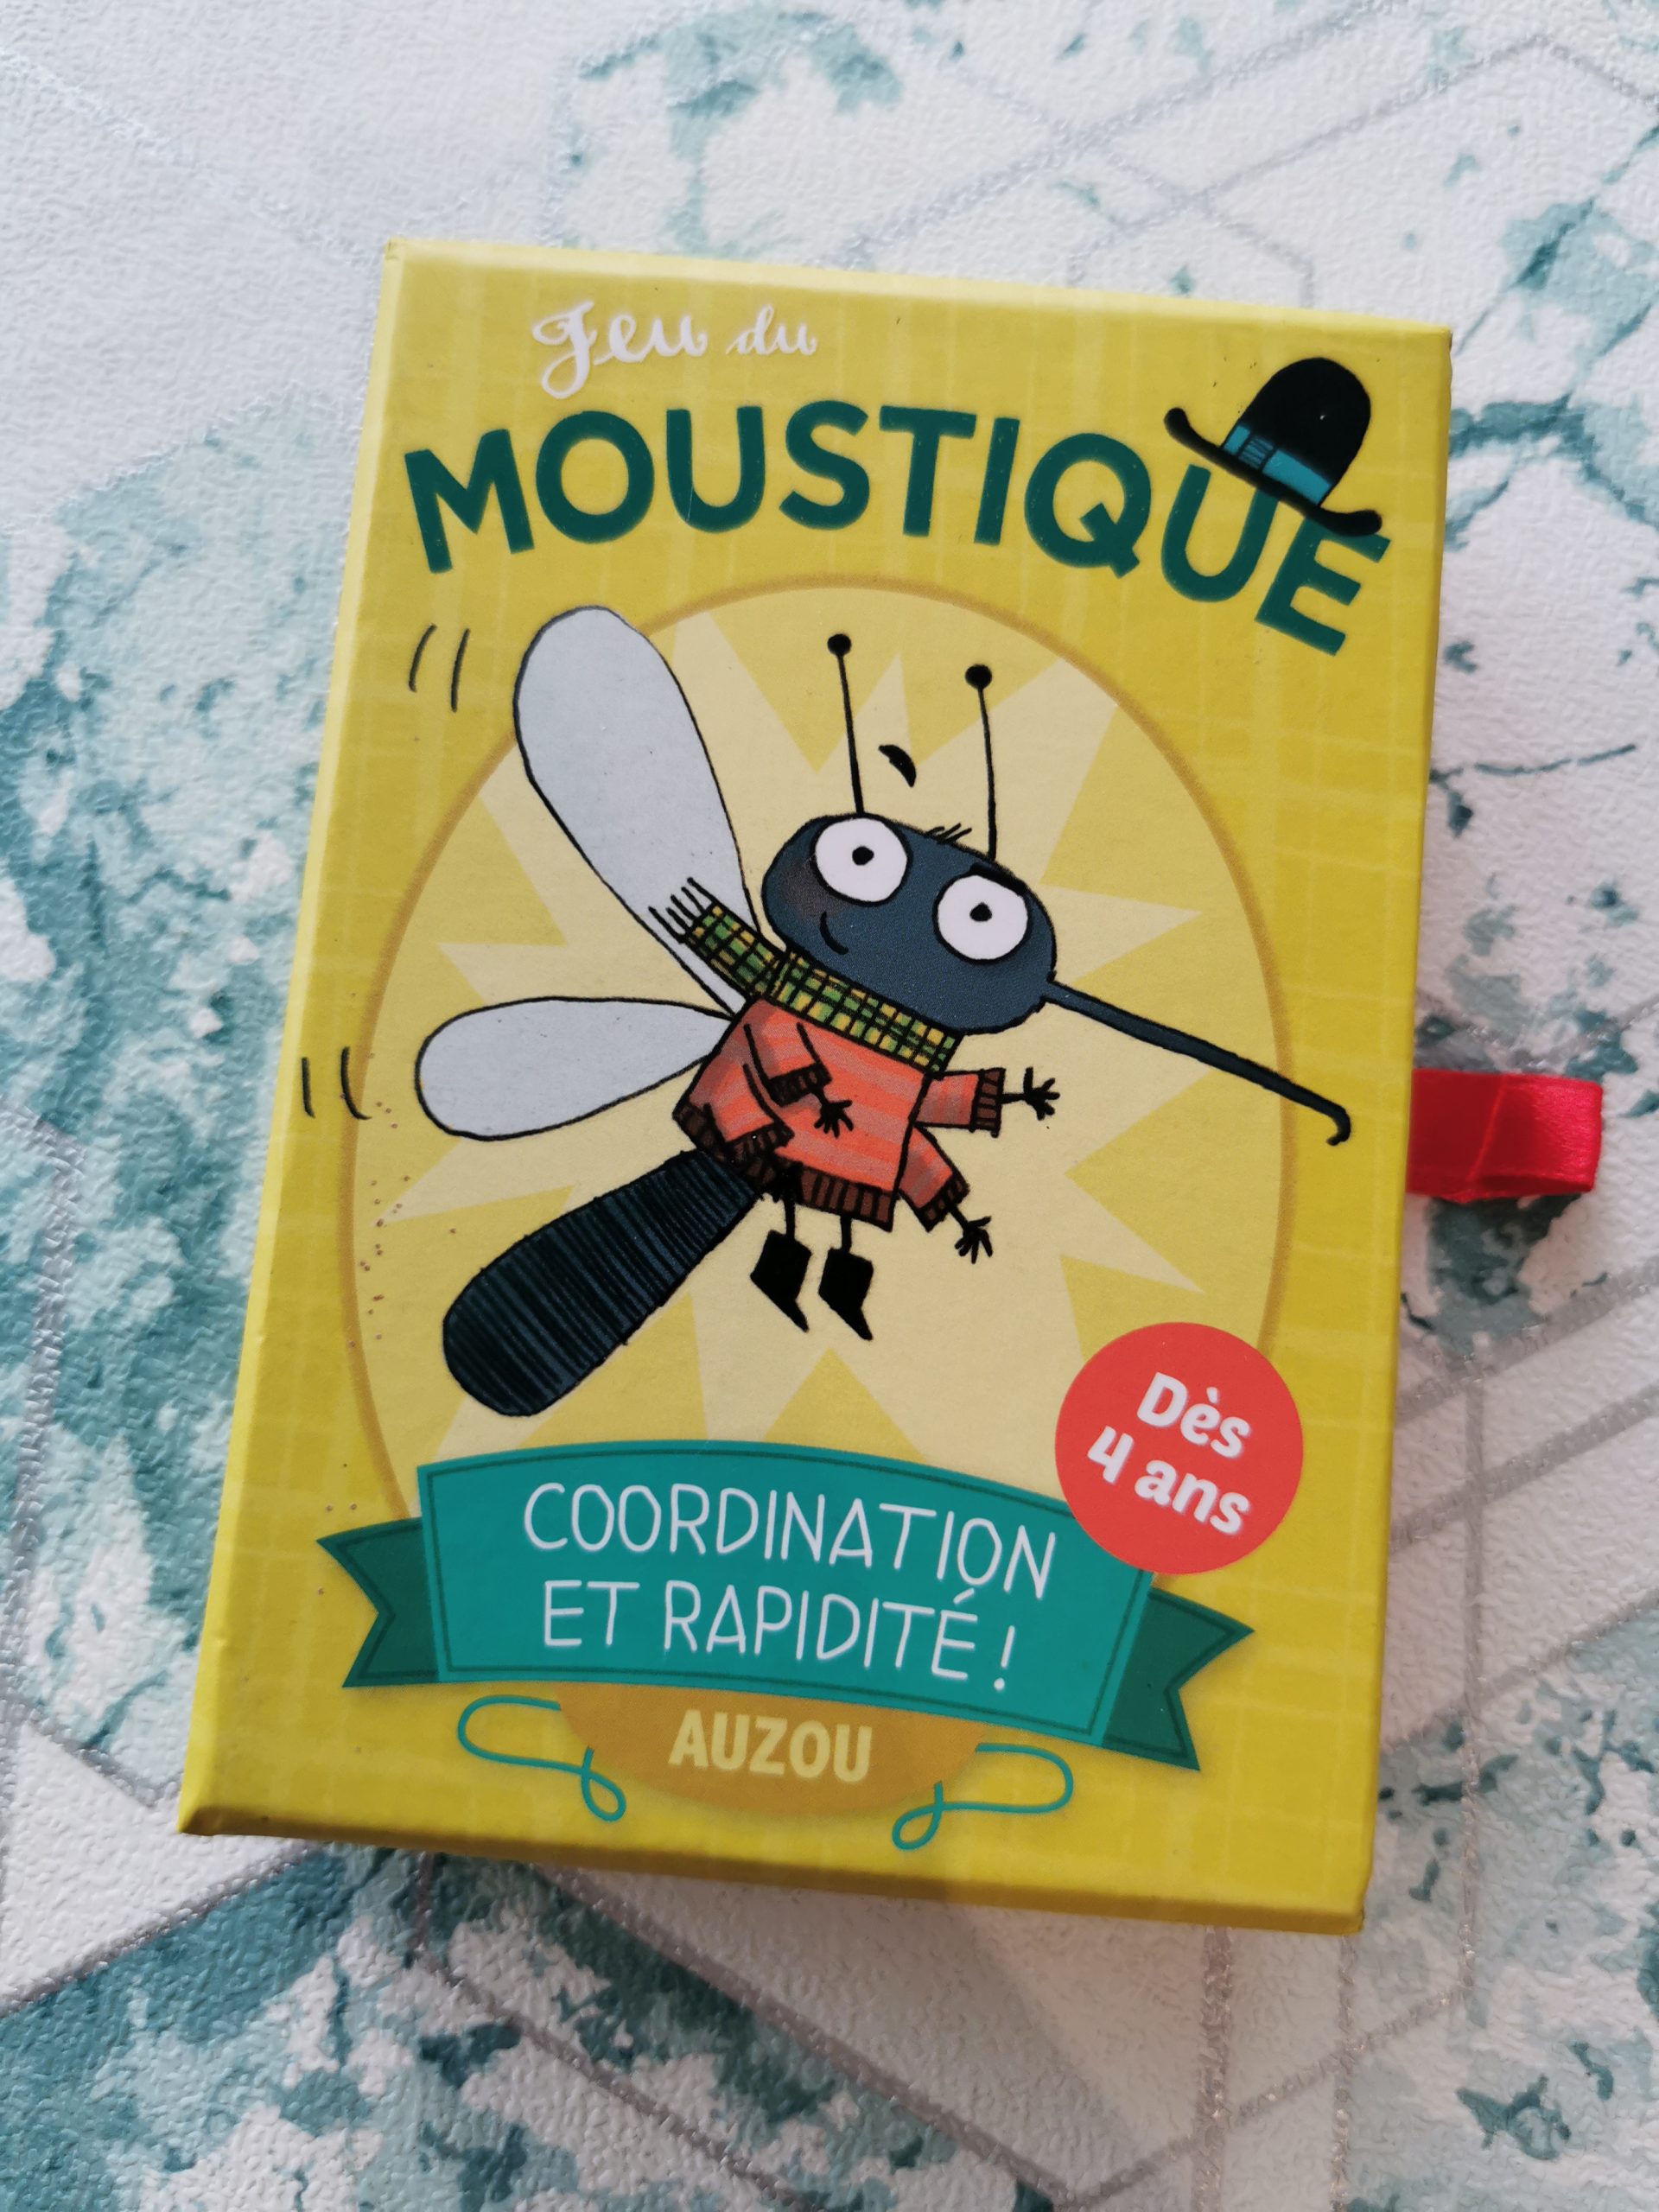 Jeu du
MOUSTIQUE
Dès
4 ans
COORDINATION
ET RAPIDITÉ !
AUZOU